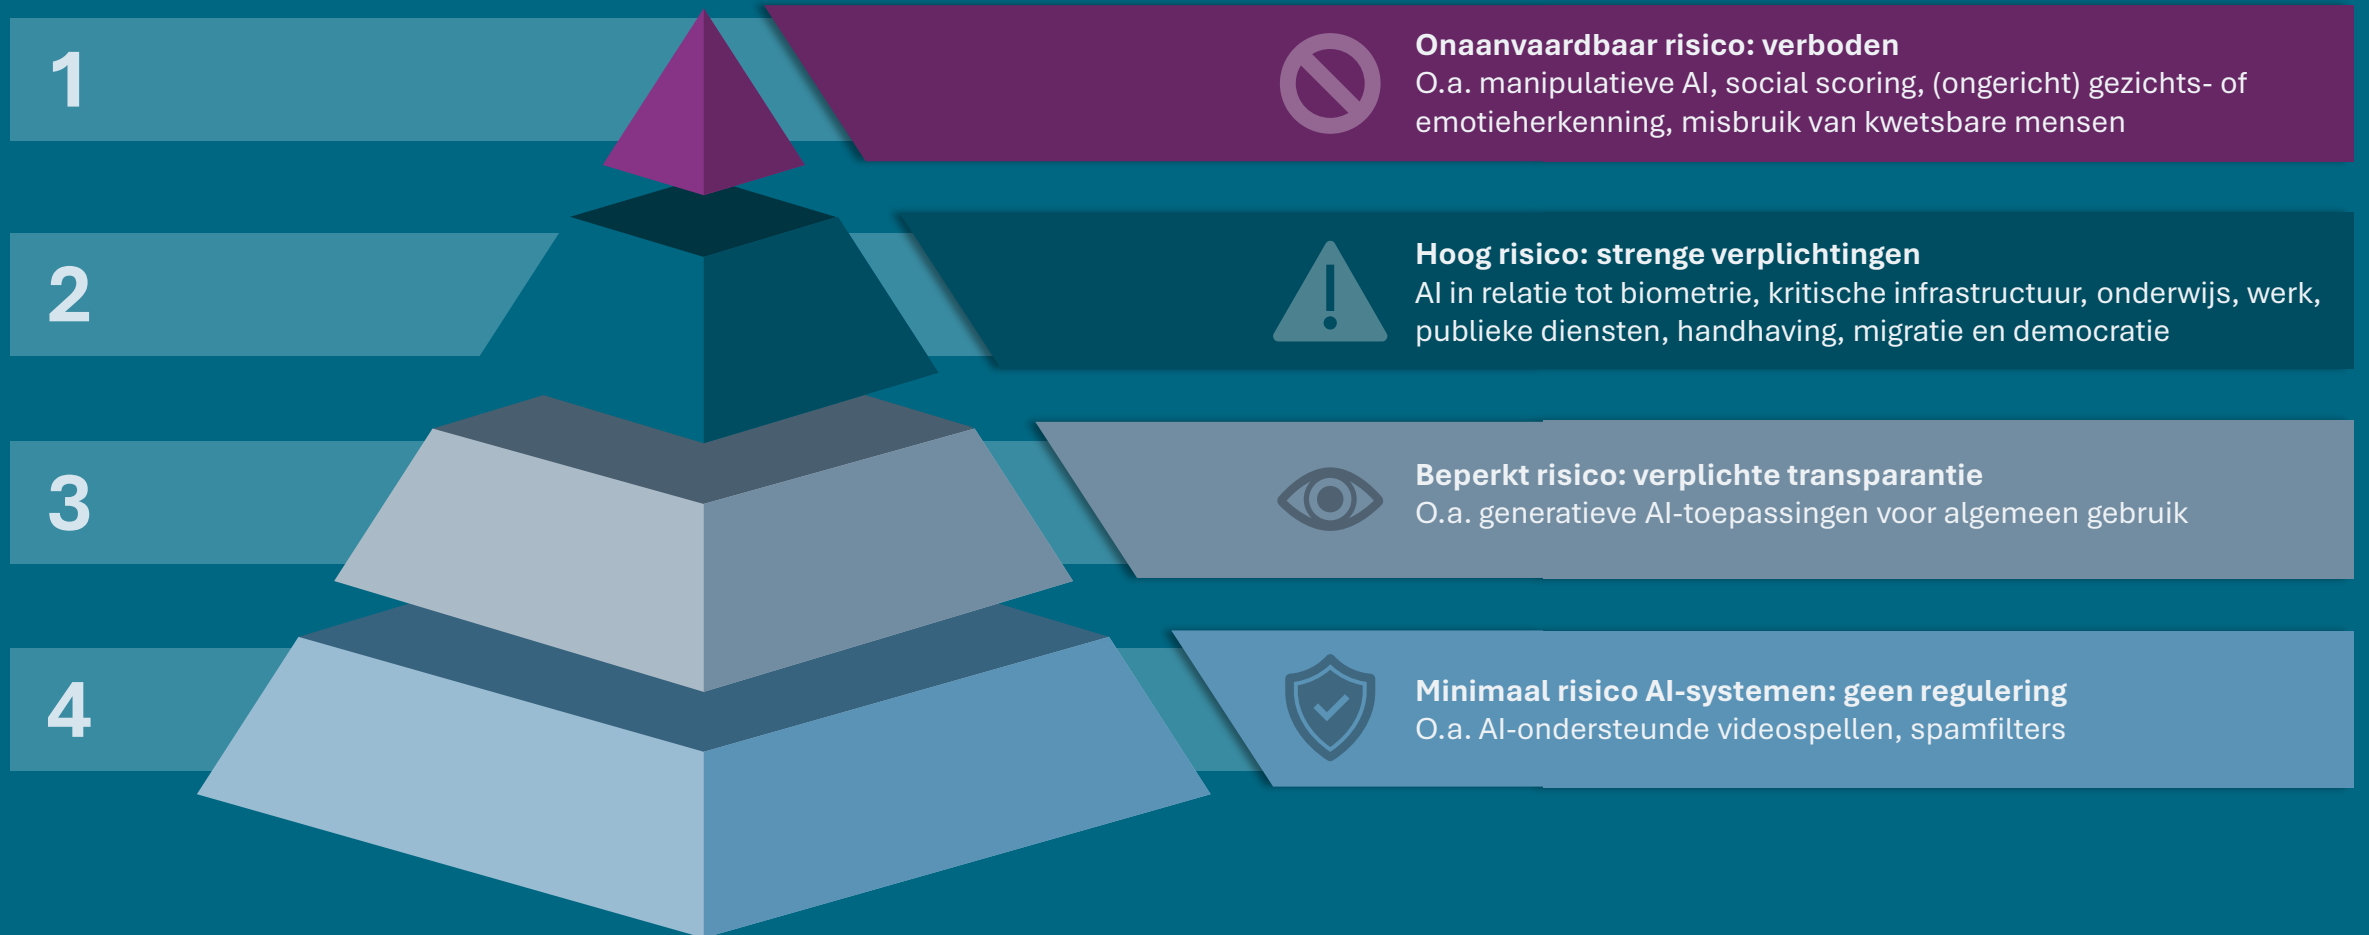 1
Onaanvaardbaar risico: verboden
O.a. manipulatieve AI, social scoring, (ongericht) gezichts- of
emotieherkenning, misbruik van kwetsbare mensen
2
Hoog risico: strenge verplichtingen
AI in relatie tot biometrie, kritische infrastructuur, onderwijs, werk,
publieke diensten, handhaving, migratie en democratie
3
Beperkt risico: verplichte transparantie
O.a. generatieve AI-toepassingen voor algemeen gebruik
4
Minimaal risico AI-systemen: geen regulering
O.a. AI-ondersteunde videospellen, spamfilters